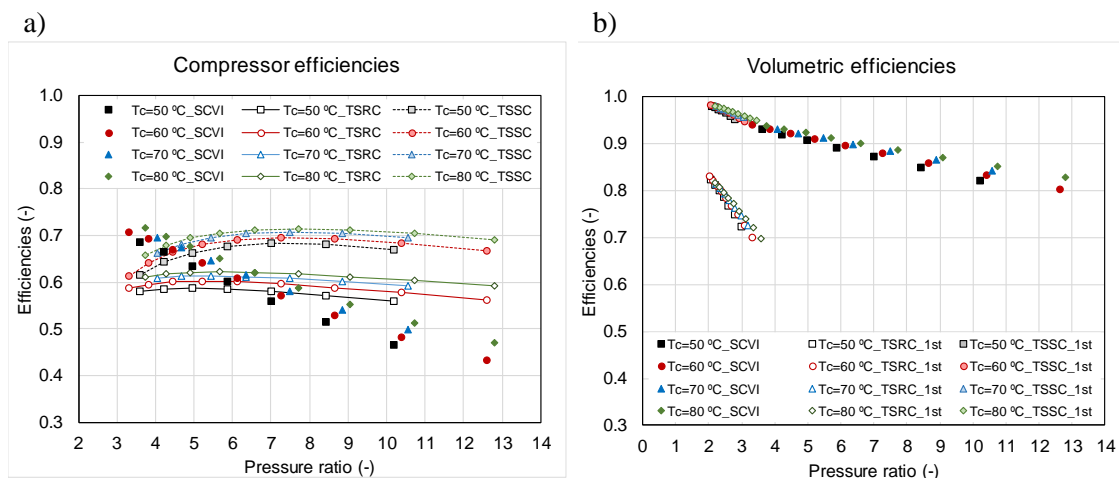 a)
Compressor efficiencies
Efficiencies (-)
1.0
0.9
0.8
0.7
0.6
0.5
0.4
0.3
Tc=50 ºC_SCVI Tc=50 ºC_TSRC Tc=50 ºC_TSSC
Tc=60 ºC_SCVI Tc=60 ºC_TSRC Tc=60 ºC_TSSC
Tc=70 ºC_SCVI Tc=70 ºC_TSRC Tc=70 ºC_TSSC
Tc=80 ºC_SCVI Tc=80 ºC_TSRC Tc=80 ºC_TSSC
2 3 4 5 6 7 8 9 10 11 12 13 14
Pressure ratio (-)
b)
Volumetric efficiencies
Efficiencies (-)
1.0
0.9
0.8
0.7
0.6
0.5
0.4
0.3
Tc=50 ºC_SCVI Tc=50 ºC_TSRC_1st Tc=50 ºC_TSSC_1st
Tc=60 ºC_SCVI Tc=60 ºC_TSRC_1st Tc=60 ºC_TSSC_1st
Tc=70 ºC_SCVI Tc=70 ºC_TSRC_1st Tc=70 ºC_TSSC_1st
Tc=80 ºC_SCVI Tc=80 ºC_TSRC_1st Tc=80 ºC_TSSC_1st
0 1 2 3 4 5 6 7 8 9 10 11 12 13 14
Pressure ratio (-)